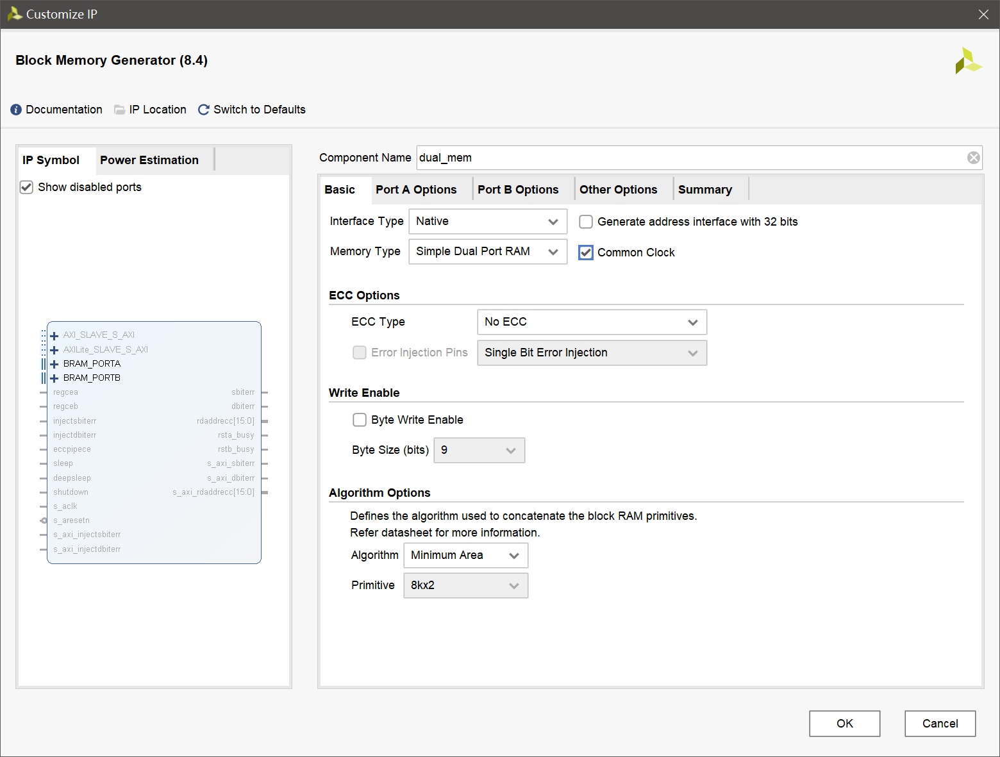 Customize IP
Block Memory Generator (8.4)
Documentation IP Location Switch to Defaults
IP Symbol Power Estimation
Show disabled ports
AXI_SLAVE_S_AXI
AXILite_SLAVE_S_AXI
BRAM_PORTA
BRAM_PORTB
regcea sbiterr
regceb dbiterr
injectsbiterr rdaddrecc[15:0]
injectdbiterr rsta_busy
eccpipece rstb_busy
sleep s_axi_sbiterr
deepsleep s_axi_dbiterr
shutdown s_axi_rdaddrecc[15:0]
s_aclk
s_aresetn
s_axi_injectsbiterr
s_axi_injectdbiterr
Component Name dual_mem
Basic Port A Options Port B Options Other Options Summary
Interface Type Native Generate address interface with 32 bits
Memory Type Simple Dual Port RAM Common Clock
ECC Options
ECC Type No ECC
Error Injection Pins Single Bit Error Injection
Write Enable
Byte Write Enable
Byte Size (bits) 9
Algorithm Options
Defines the algorithm used to concatenate the block RAM primitives.
Refer datasheet for more information.
Algorithm Minimum Area
Primitive 8kx2
OK Cancel